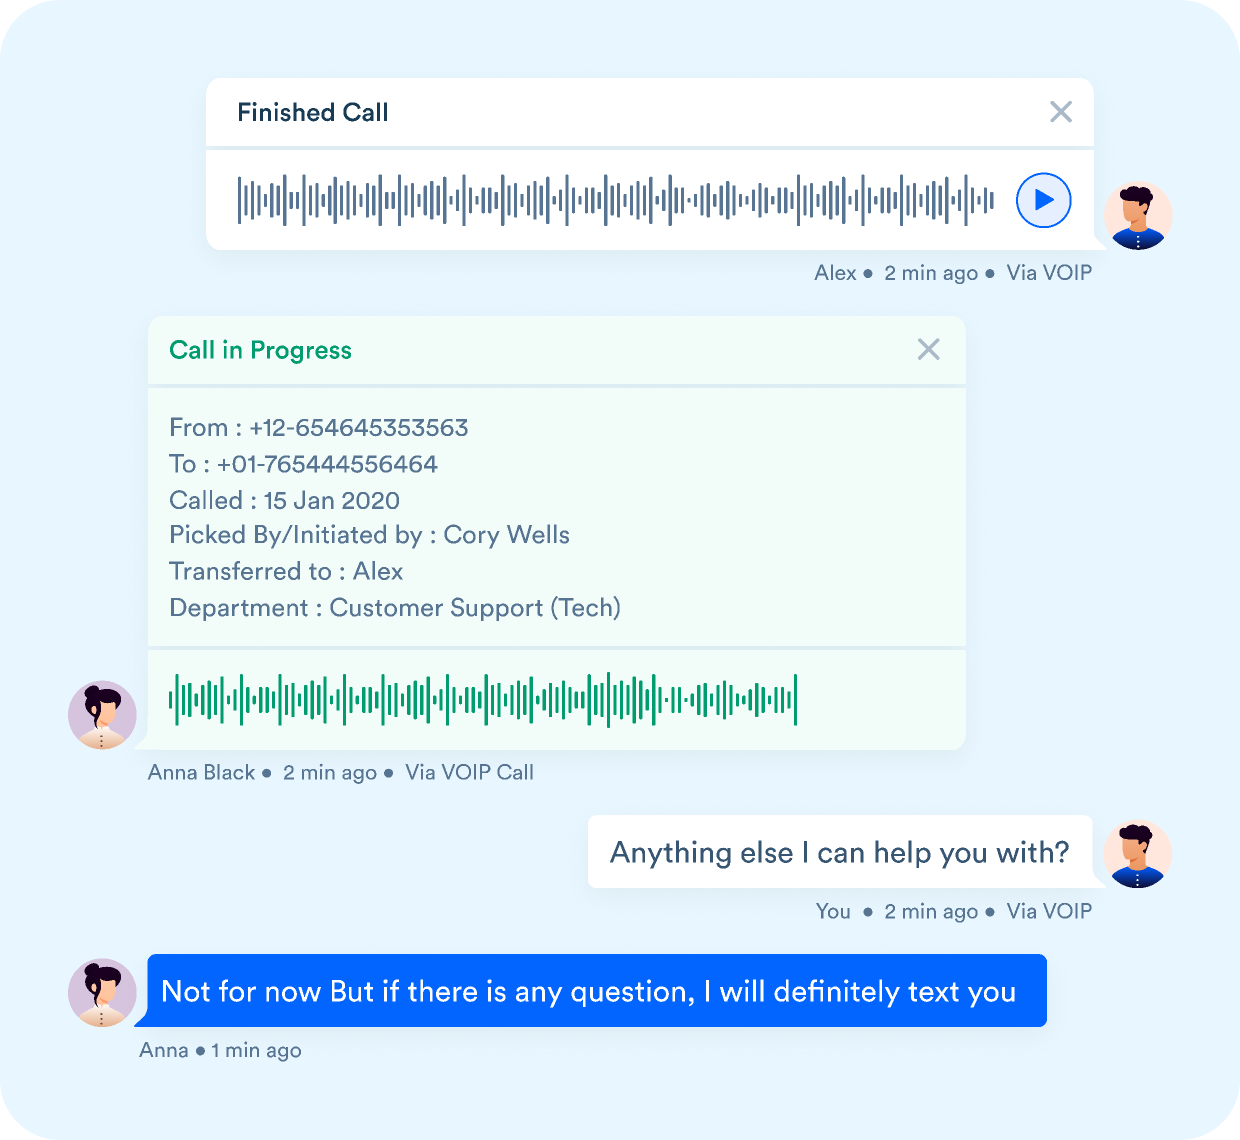 Finished Call
Alex ● 2 min ago ● Via VOIP
Call in Progress
From : +12-654645353563
To : +01-765444556464
Called : 15 Jan 2020
Picked By/Initiated by : Cory Wells
Transferred to : Alex
Department : Customer Support (Tech)
Anna Black ● 2 min ago ● Via VOIP Call
Anything else I can help you with?
You ● 2 min ago ● Via VOIP
Not for now But if there is any question, I will definitely text you
Anna ● 1 min ago